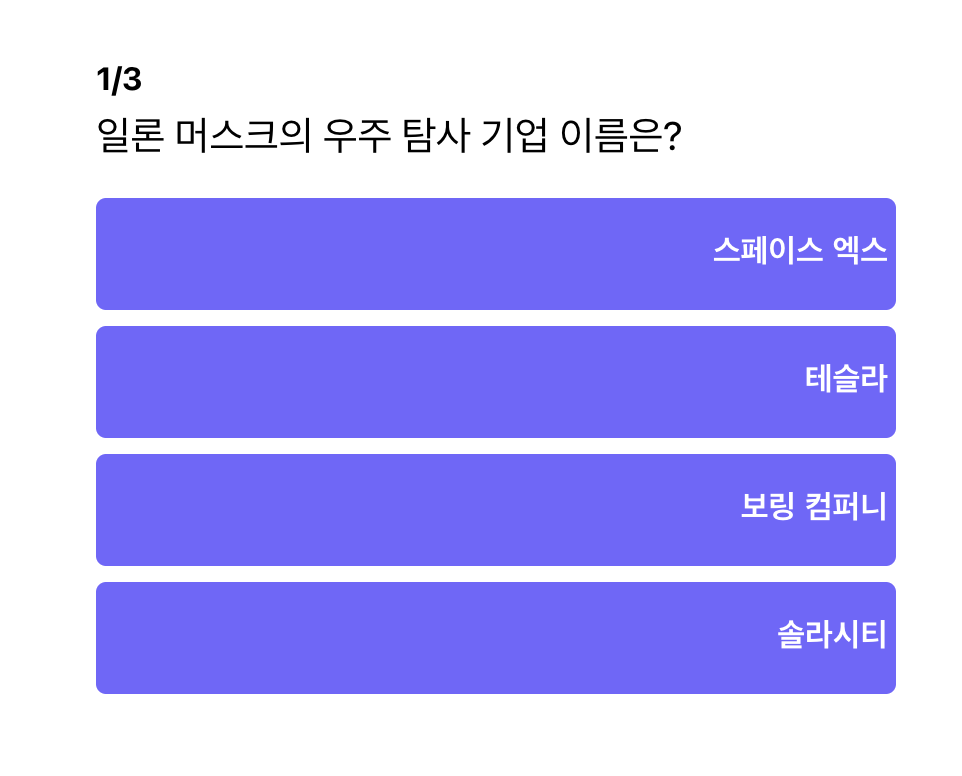 1/3
일론 머스크의 우주 탐사 기업 이름은?
스페이스 엑스
테슬라
보링 컴퍼니
솔라시티